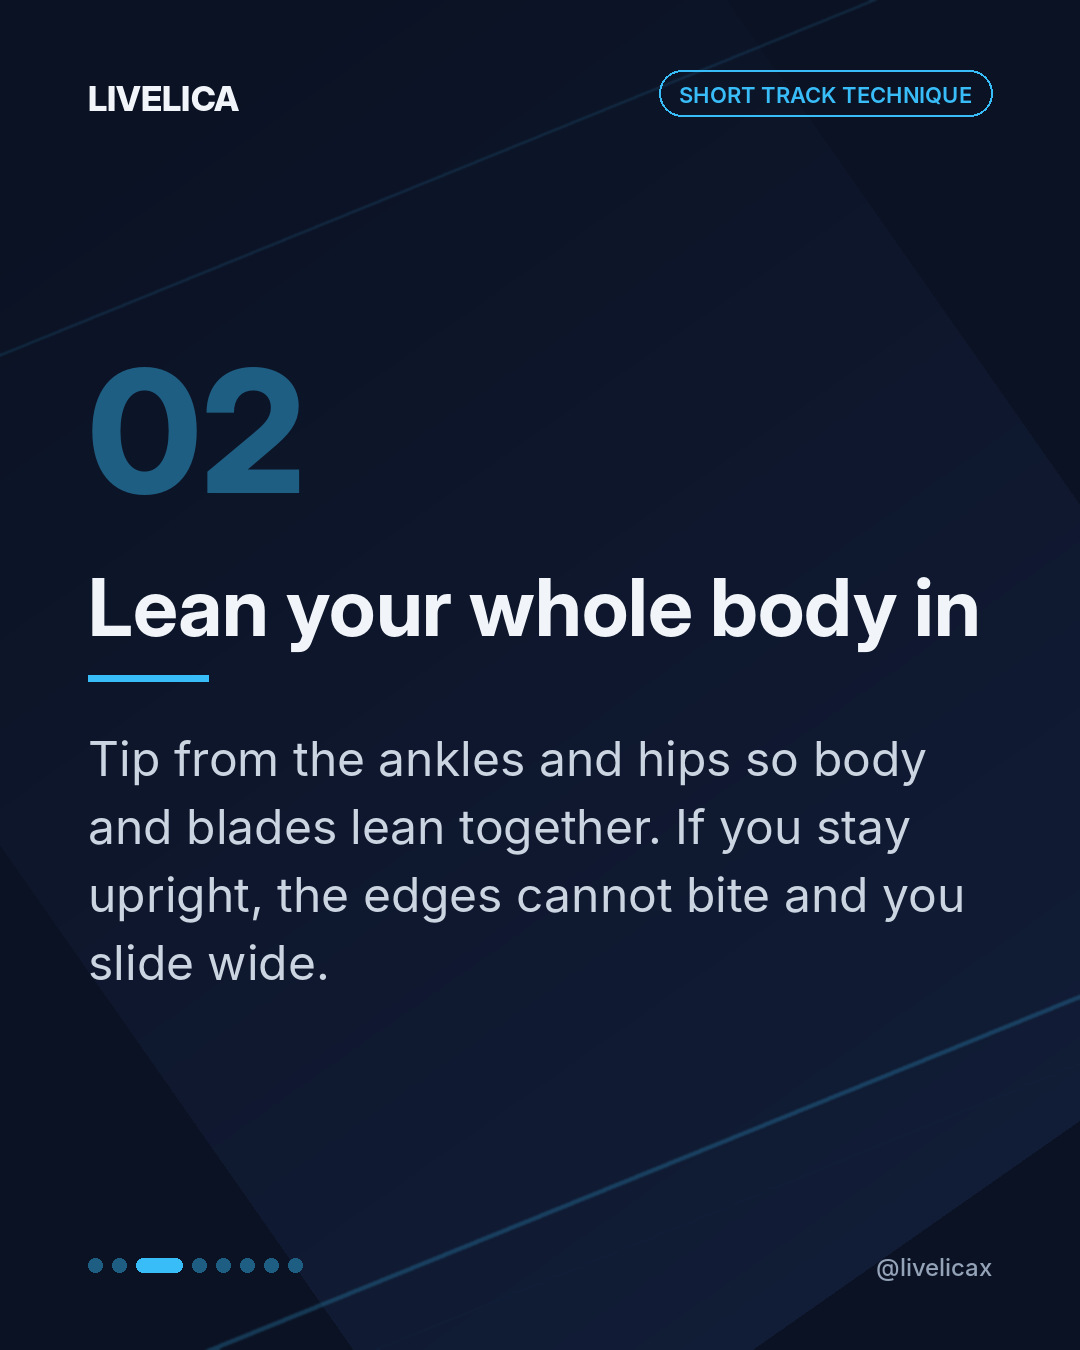 LIVELICA
SHORT TRACK TECHNIQUE
02
Lean your whole body in
Tip from the ankles and hips so body
and blades lean together. If you stay
upright, the edges cannot bite and you
slide wide.
@livelicax